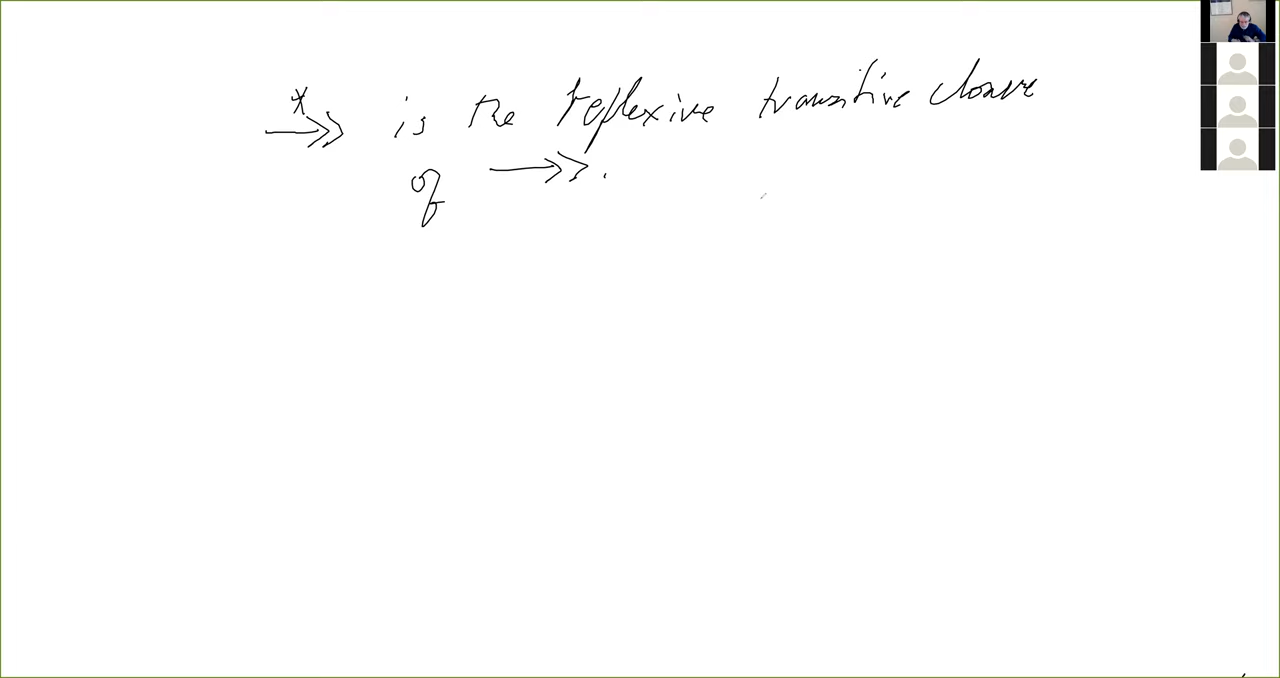 ↠* is the reflexive transitive closure
of ↠.